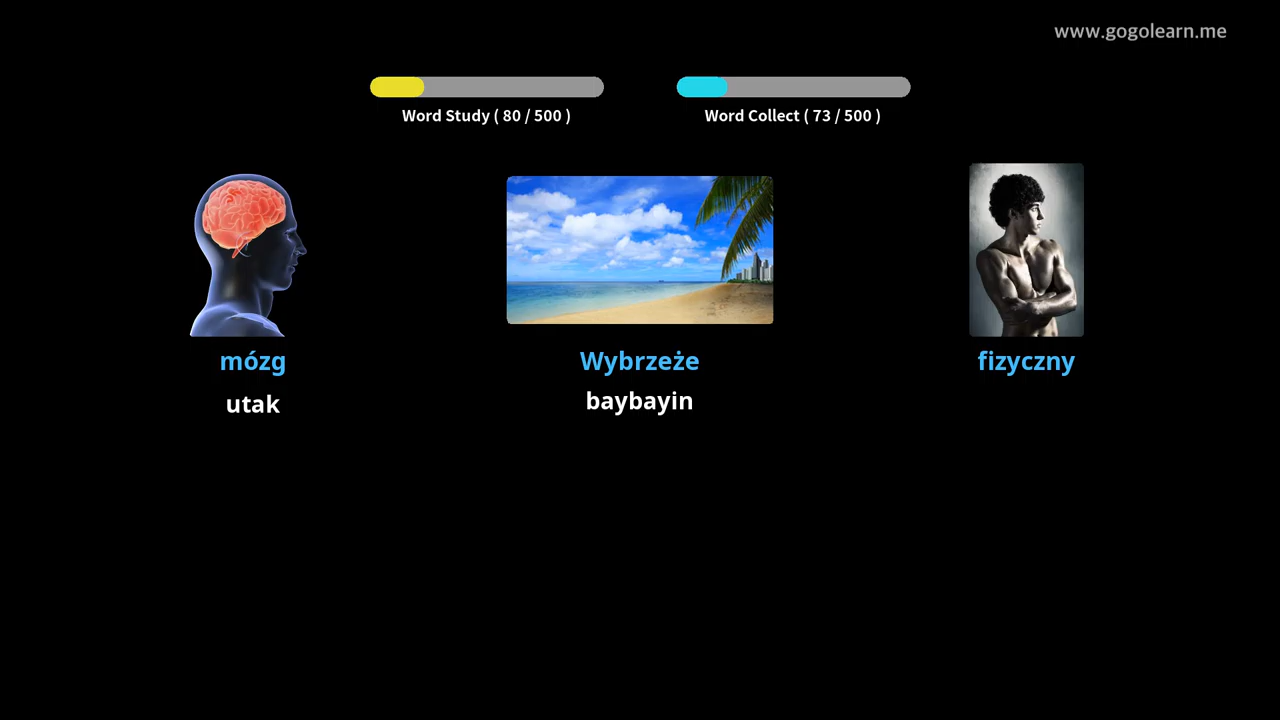 www.gogolearn.me
Word Study ( 80 / 500 )
Word Collect ( 73 / 500 )
mózg
Wybrzeże
fizyczny
utak
baybayin